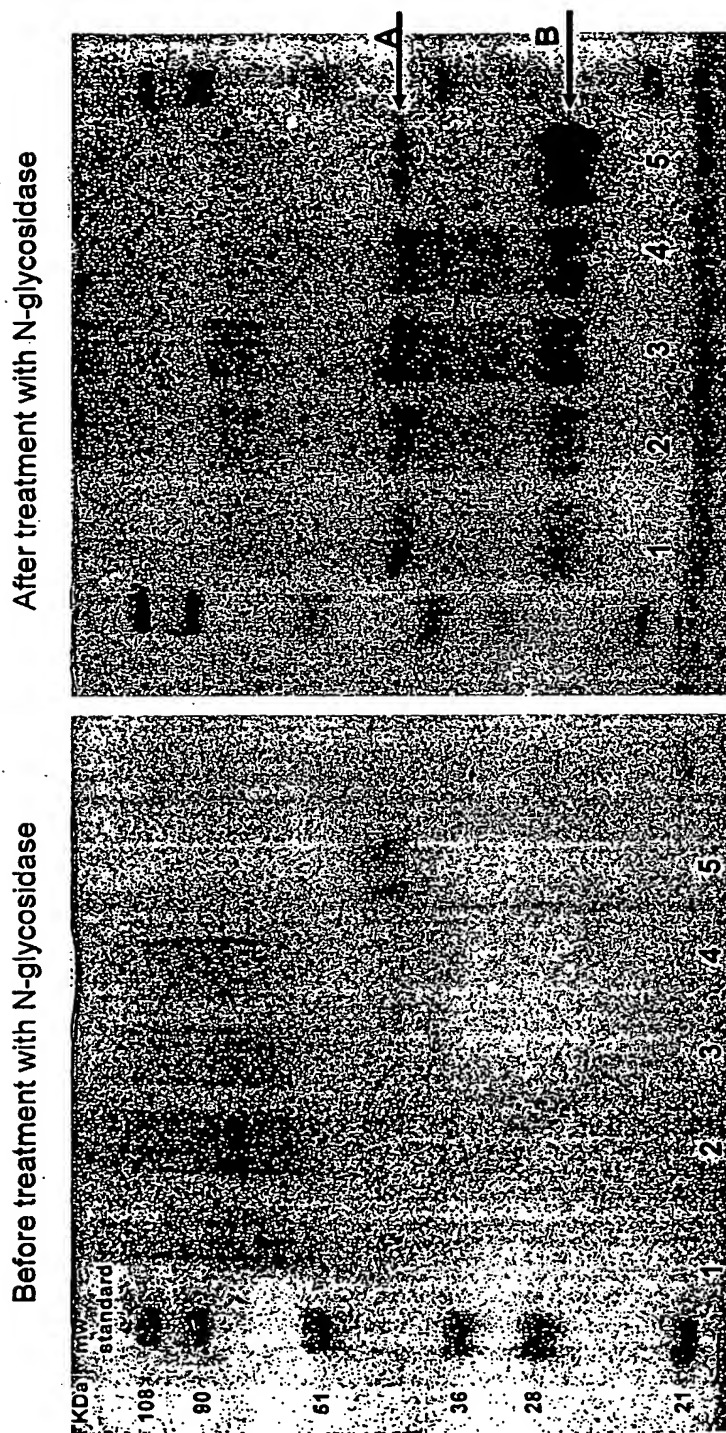 Before treatment with N-glycosidase
After treatment with N-glycosidase
KDa
standard
108
90
61
36
28
21
1 2 3 4 5
1 2 3 4 5
A
B